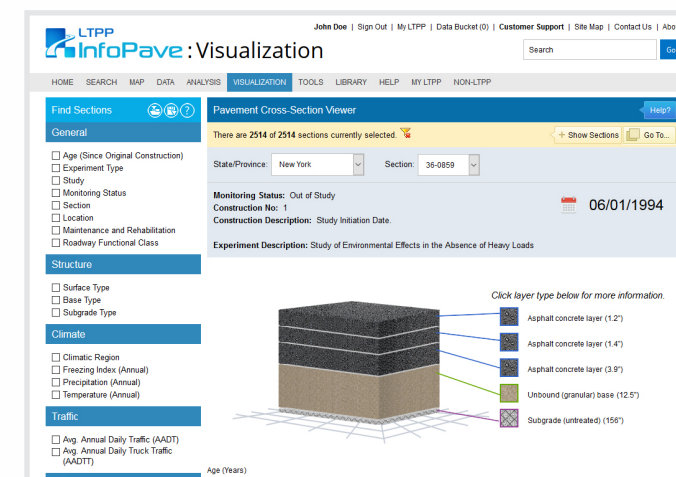 John Doe | Sign Out | My LTPP | Data Bucket (0) | Customer Support | Site Map | Contact Us |
LTPP
InfoPave : Visualization
Search
HOME SEARCH MAP DATA ANALYSIS VISUALIZATION TOOLS LIBRARY HELP MY LTPP NON-LTPP
Find Sections ?
General
Age (Since Original Construction)
Experiment Type
Study
Monitoring Status
Section
Location
Maintenance and Rehabilitation
Roadway Functional Class
Structure
Surface Type
Base Type
Subgrade Type
Climate
Climatic Region
Freezing Index (Annual)
Precipitation (Annual)
Temperature (Annual)
Traffic
Avg. Annual Daily Traffic (AADT)
Avg. Annual Daily Truck Traffic
(AADTT)
Pavement Cross-Section Viewer
Help?
There are 2514 of 2514 sections currently selected.
+ Show Sections
Go To...
State/Province: New York Section: 36-0859
Monitoring Status: Out of Study
Construction No: 1
Construction Description: Study Initiation Date.
06/01/1994
Experiment Description: Study of Environmental Effects in the Absence of Heavy Loads
Click layer type below for more information.
Asphalt concrete layer (1.2")
Asphalt concrete layer (1.4")
Asphalt concrete layer (3.9")
Unbound (granular) base (12.5")
Subgrade (untreated) (156")
Age (Years)